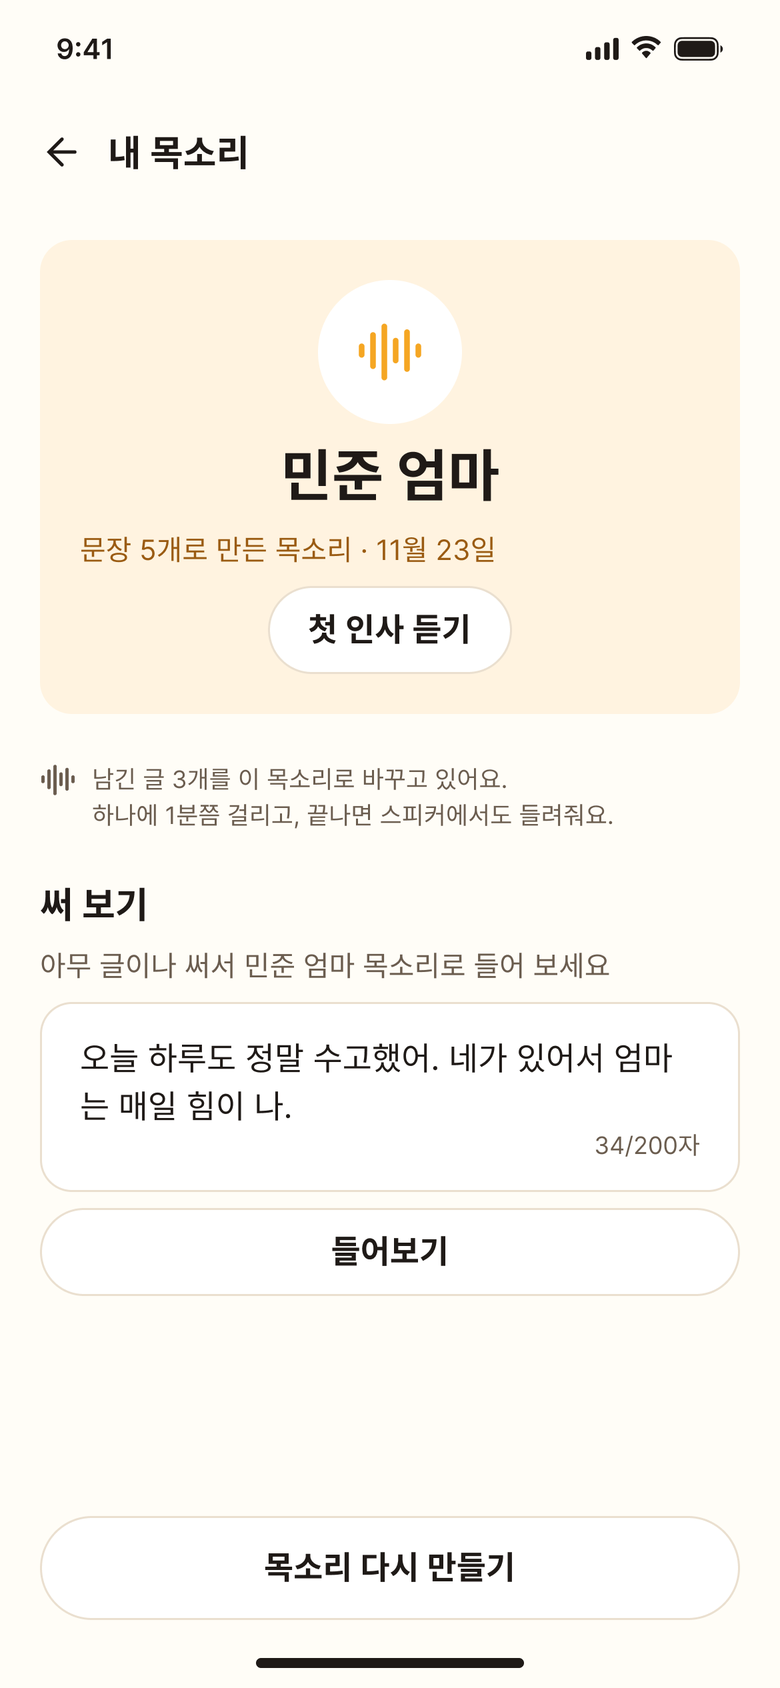 9:41
내 목소리
민준 엄마
문장 5개로 만든 목소리 · 11월 23일
첫 인사 듣기
남긴 글 3개를 이 목소리로 바꾸고 있어요.
하나에 1분쯤 걸리고, 끝나면 스피커에서도 들려줘요.
써 보기
아무 글이나 써서 민준 엄마 목소리로 들어 보세요
오늘 하루도 정말 수고했어. 네가 있어서 엄마
는 매일 힘이 나.
34/200자
들어보기
목소리 다시 만들기